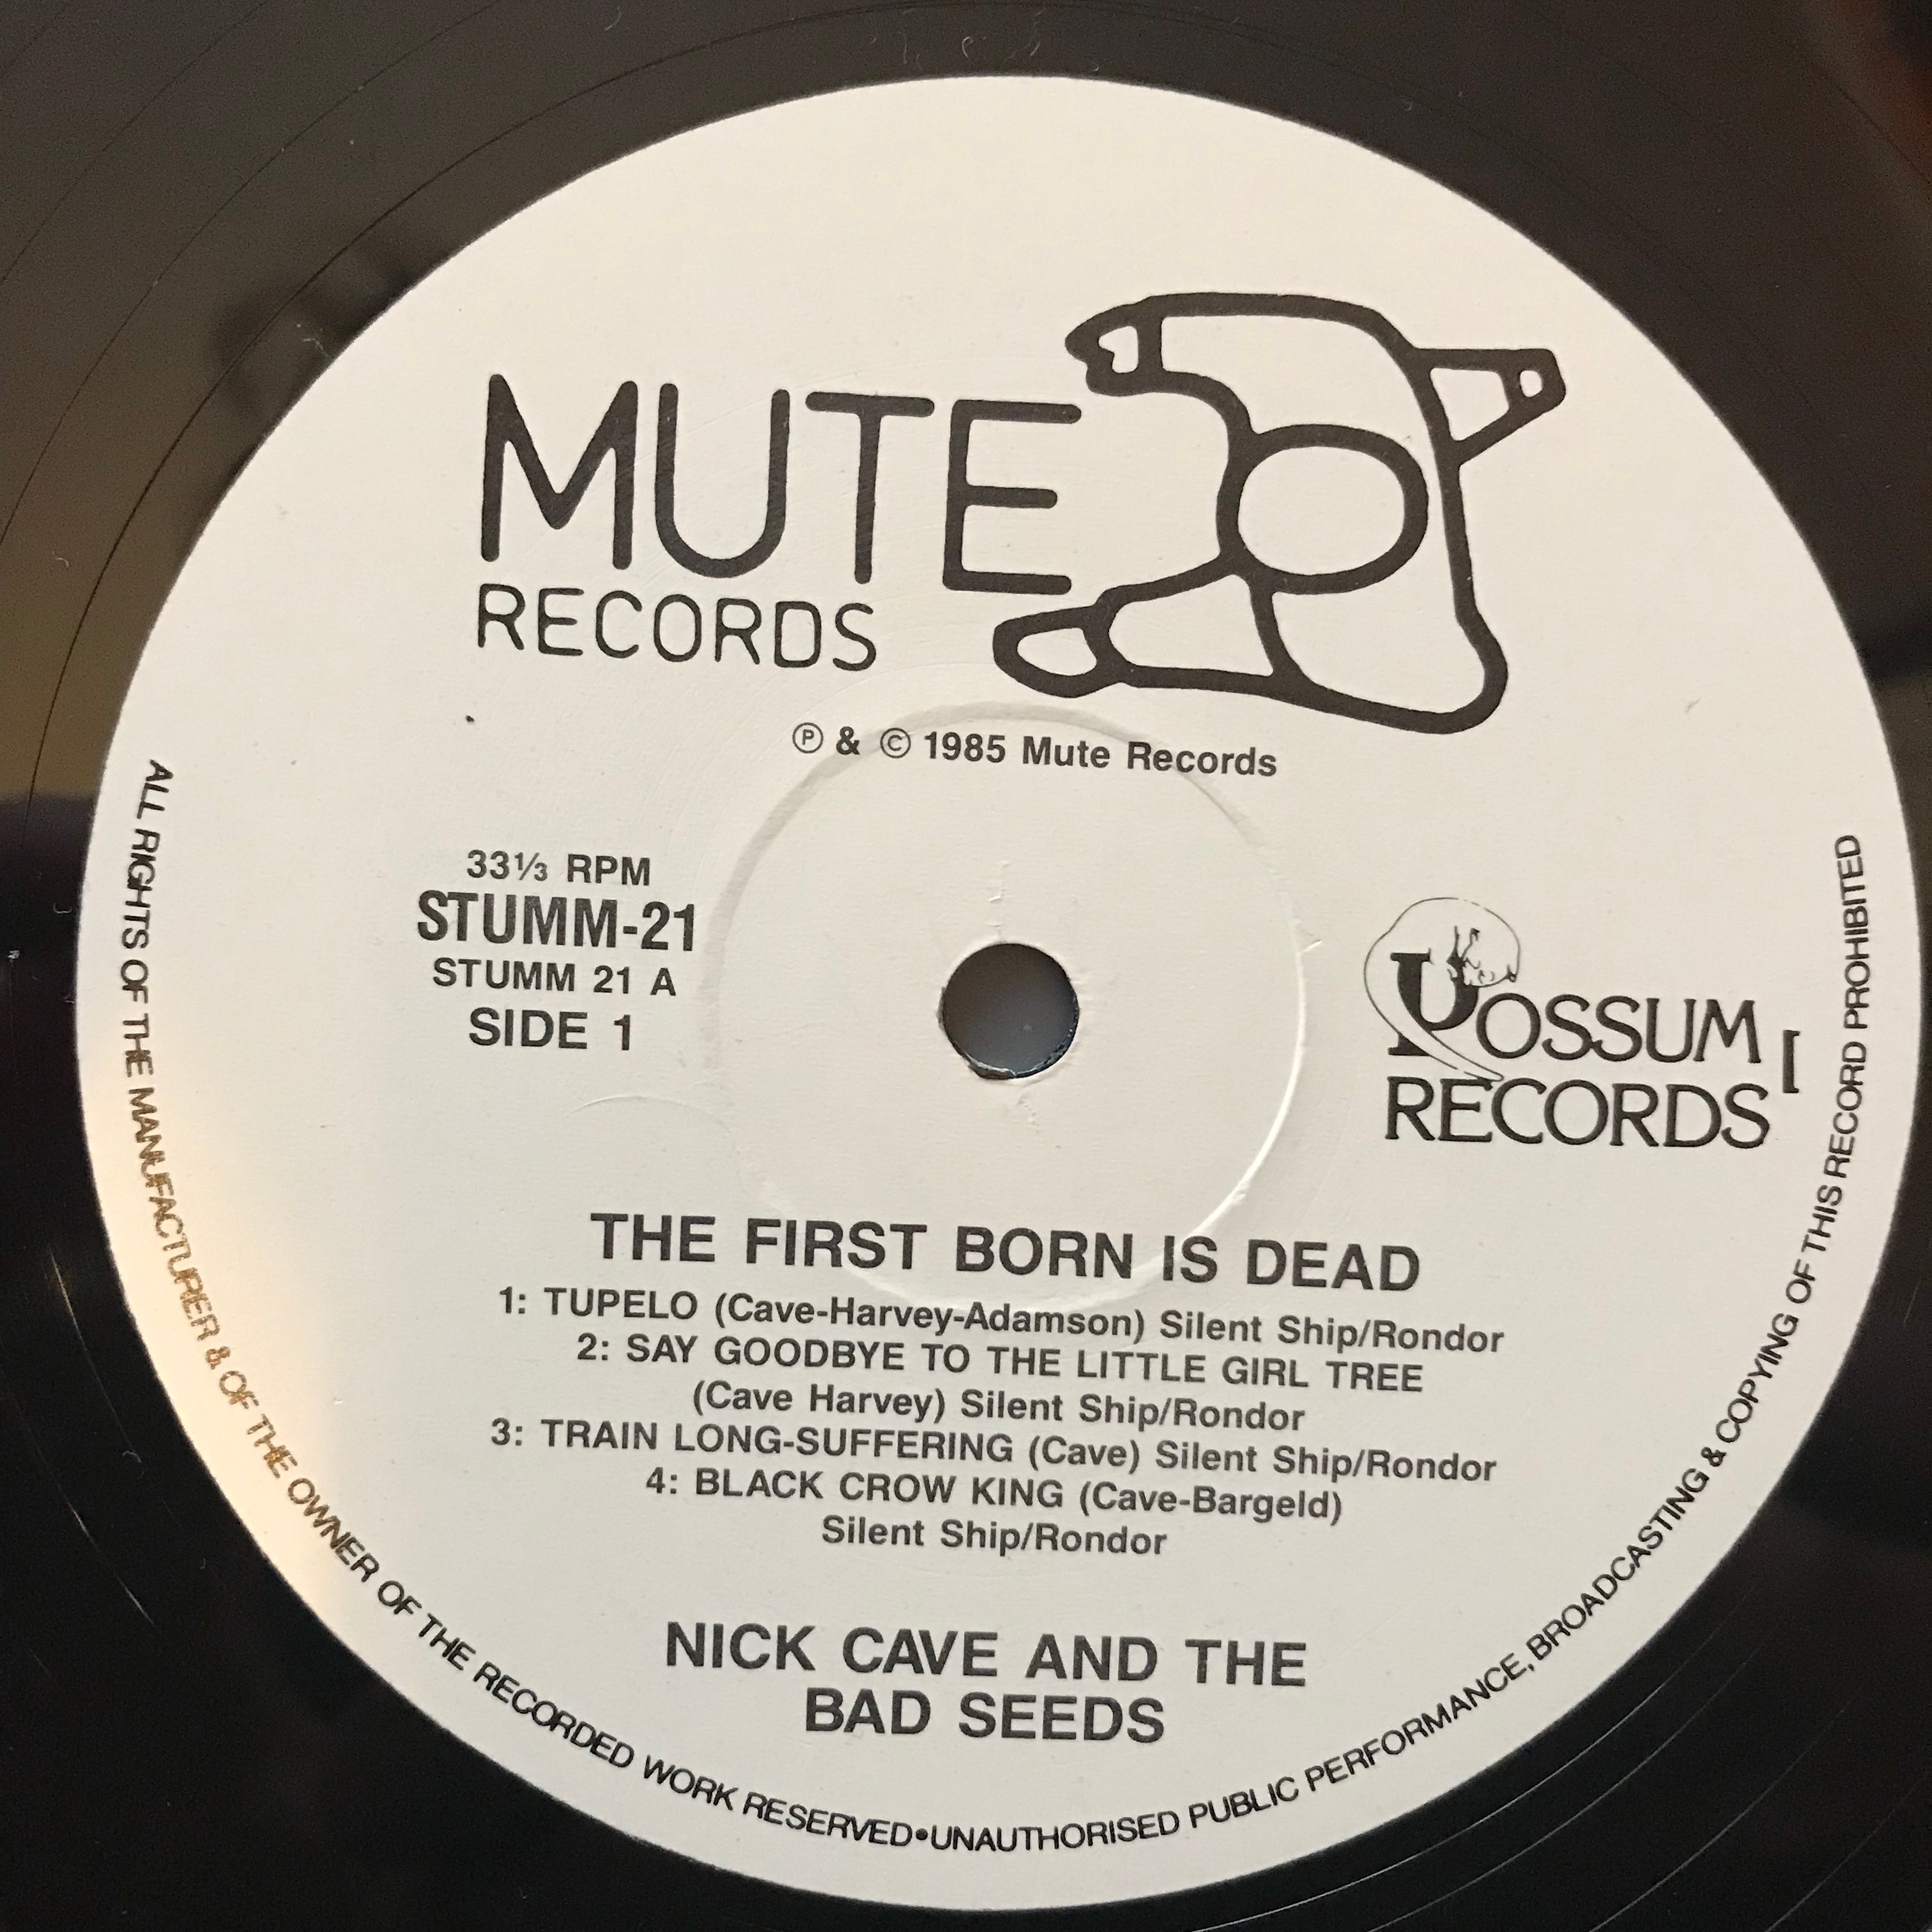 MUTE
RECORDS
Ⓟ & © 1985 Mute Records
33⅓ RPM
STUMM-21
STUMM 21 A
SIDE 1
POSSUM [
RECORDS
THE FIRST BORN IS DEAD
1: TUPELO (Cave-Harvey-Adamson) Silent Ship/Rondor
2: SAY GOODBYE TO THE LITTLE GIRL TREE
(Cave Harvey) Silent Ship/Rondor
3: TRAIN LONG-SUFFERING (Cave) Silent Ship/Rondor
4: BLACK CROW KING (Cave-Bargeld)
Silent Ship/Rondor
NICK CAVE AND THE
BAD SEEDS
ALL RIGHTS OF THE MANUFACTURER & OF THE OWNER OF THE RECORDED WORK RESERVED•UNAUTHORISED PUBLIC PERFORMANCE, BROADCASTING & COPYING OF THIS RECORD PROHIBITED